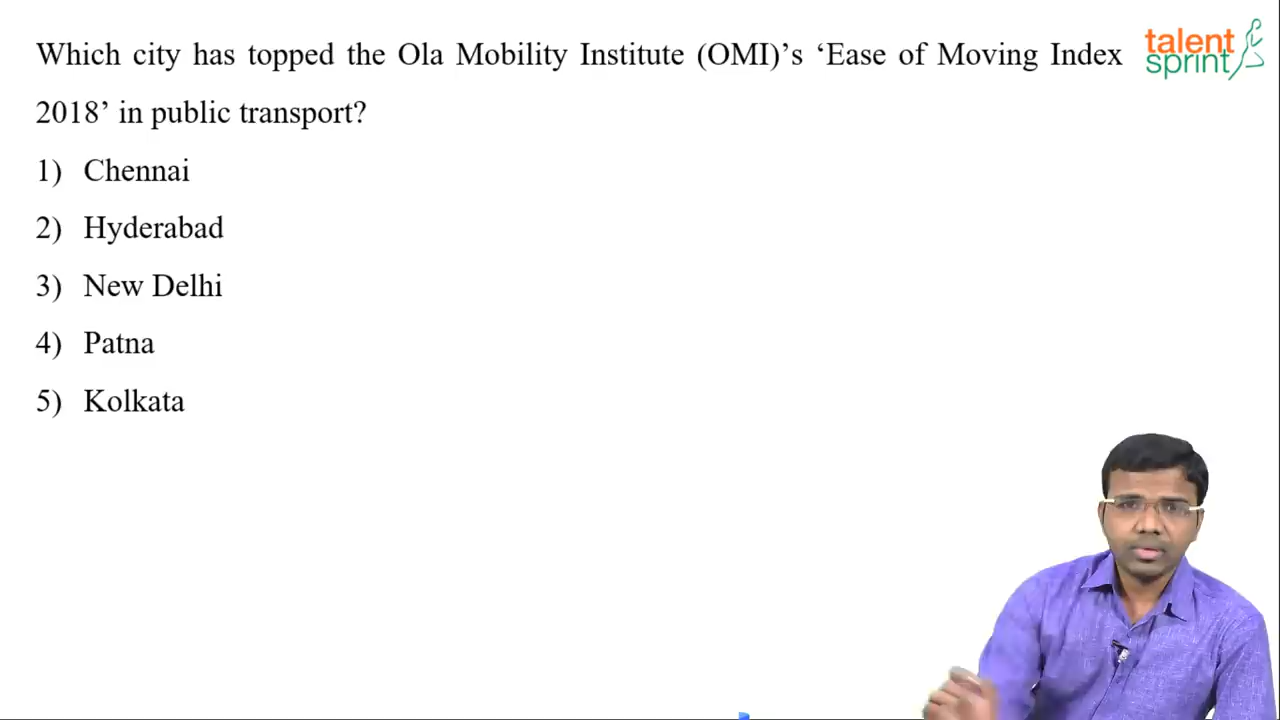 Which city has topped the Ola Mobility Institute (OMI)'s ‘Ease of Moving Index
2018’ in public transport?
1) Chennai
2) Hyderabad
3) New Delhi
4) Patna
5) Kolkata
talent
sprint